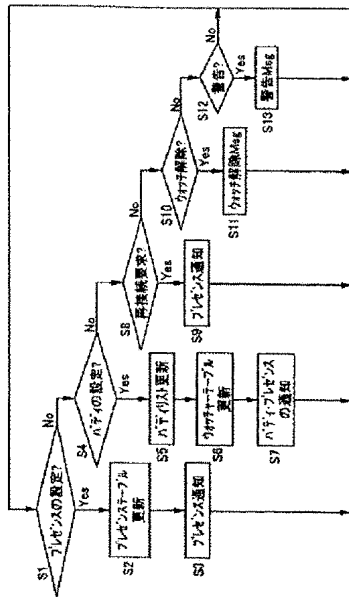 S1
プレゼンスの設定?
No
Yes
S2
プレゼンステーブル
更新
S3
プレゼンス通知
S4
バディの設定?
No
Yes
S5
バディリスト更新
S6
ウォッチャーテーブル
更新
S7
バディ・プレゼンス
の通知
S8
再接続要求?
No
Yes
S9
プレゼンス通知
S10
ウォッチ解除?
No
Yes
S11
ウォッチ解除Msg
S12
警告?
No
Yes
S13
警告Msg